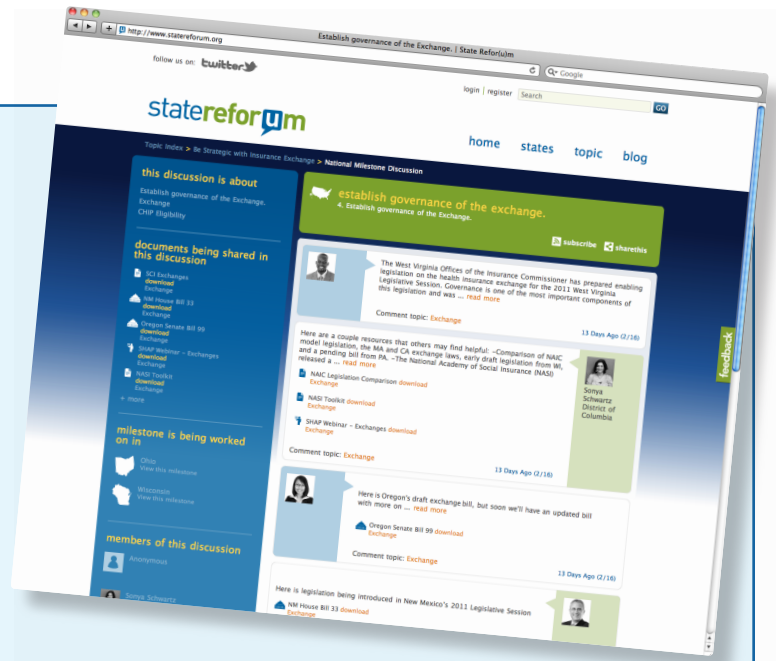 Establish governance of the Exchange. | State Refor(u)m
http://www.statereforum.org
Google
follow us on: twitter
login | register
Search
GO
statereforum
home states topic blog
Topic Index > Be Strategic with Insurance Exchange > National Milestone Discussion
this discussion is about
Establish governance of the Exchange.
Exchange
CHIP Eligibility
documents being shared in
this discussion
SCI Exchanges
download
Exchange
NM House Bill 33
download
Exchange
Oregon Senate Bill 99
download
Exchange
SHAP Webinar – Exchanges
download
Exchange
NASI Toolkit
download
Exchange
+ more
milestone is being worked
on in
Ohio
View this milestone
Wisconsin
View this milestone
members of this discussion
Anonymous
Sonya Schwartz
establish governance of the exchange.
4. Establish governance of the Exchange.
subscribe sharethis
The West Virginia Offices of the Insurance Commissioner has prepared enabling
legislation on the health insurance exchange for the 2011 West Virginia
Legislative Session. Governance is one of the most important components of
this legislation and was ... read more
Comment topic: Exchange
13 Days Ago (2/16)
Here are a couple resources that others may find helpful: –Comparison of NAIC
model legislation, the MA and CA exchange laws, early draft legislation from WI,
and a pending bill from PA. –The National Academy of Social Insurance (NASI)
released a ... read more
NAIC Legislation Comparison download
Exchange
NASI Toolkit download
Exchange
SHAP Webinar – Exchanges download
Exchange
Comment topic: Exchange
13 Days Ago (2/16)
Sonya
Schwartz
District of
Columbia
Here is Oregon's draft exchange bill, but soon we'll have an updated bill
with more on ... read more
Oregon Senate Bill 99 download
Exchange
Comment topic: Exchange
13 Days Ago (2/16)
Here is legislation being introduced in New Mexico's 2011 Legislative Session
NM House Bill 33 download
Exchange
feedback